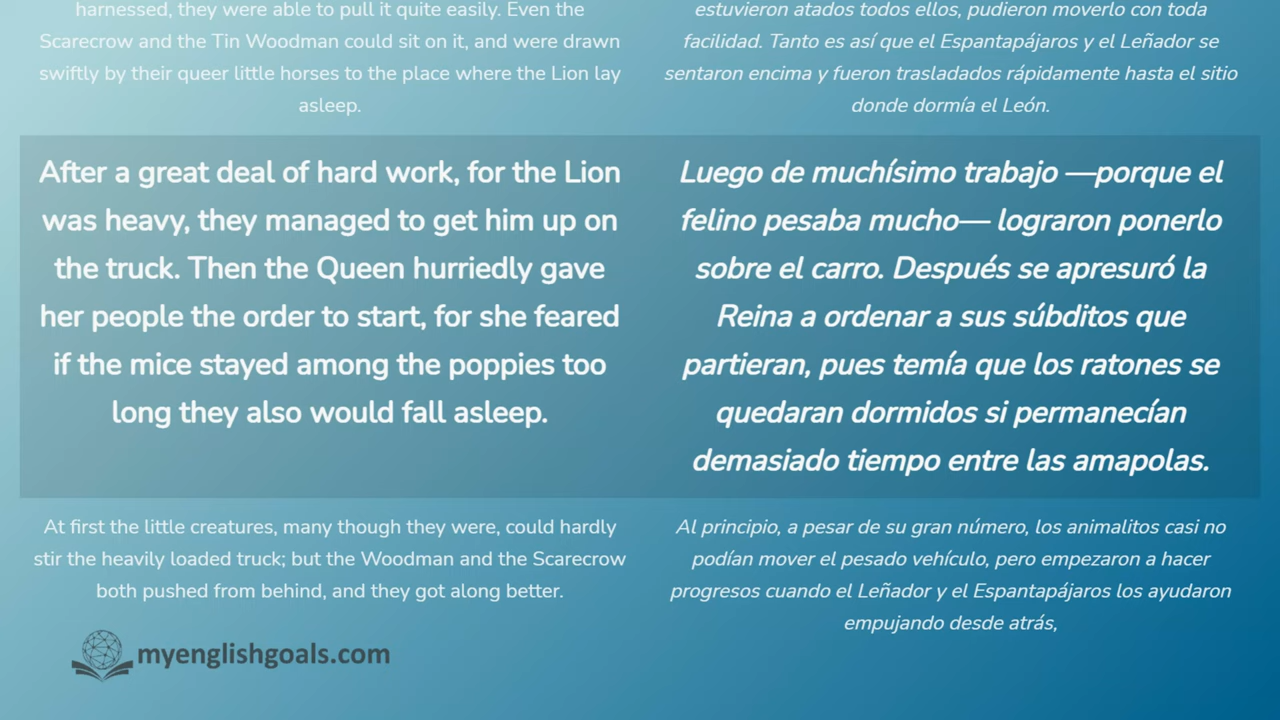 harnessed, they were able to pull it quite easily. Even the
Scarecrow and the Tin Woodman could sit on it, and were drawn
swiftly by their queer little horses to the place where the Lion lay
asleep.
estuvieron atados todos ellos, pudieron moverlo con toda
facilidad. Tanto es así que el Espantapájaros y el Leñador se
sentaron encima y fueron trasladados rápidamente hasta el sitio
donde dormía el León.
After a great deal of hard work, for the Lion
was heavy, they managed to get him up on
the truck. Then the Queen hurriedly gave
her people the order to start, for she feared
if the mice stayed among the poppies too
long they also would fall asleep.
Luego de muchísimo trabajo —porque el
felino pesaba mucho— lograron ponerlo
sobre el carro. Después se apresuró la
Reina a ordenar a sus súbditos que
partieran, pues temía que los ratones se
quedaran dormidos si permanecían
demasiado tiempo entre las amapolas.
At first the little creatures, many though they were, could hardly
stir the heavily loaded truck; but the Woodman and the Scarecrow
both pushed from behind, and they got along better.
Al principio, a pesar de su gran número, los animalitos casi no
podían mover el pesado vehículo, pero empezaron a hacer
progresos cuando el Leñador y el Espantapájaros los ayudaron
empujando desde atrás,
myenglishgoals.com